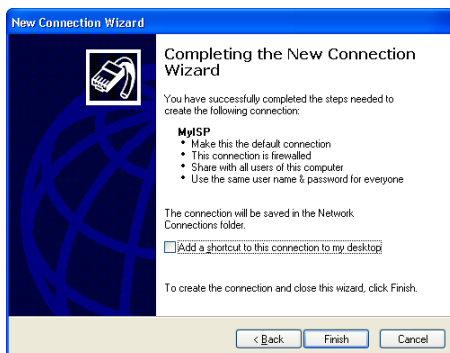 New Connection Wizard
Completing the New Connection
Wizard
You have successfully completed the steps needed to
create the following connection:
MyISP
• Make this the default connection
• This connection is firewalled
• Share with all users of this computer
• Use the same user name & password for everyone
The connection will be saved in the Network
Connections folder.
Add a shortcut to this connection to my desktop
To create the connection and close this wizard, click Finish.
< Back Finish Cancel